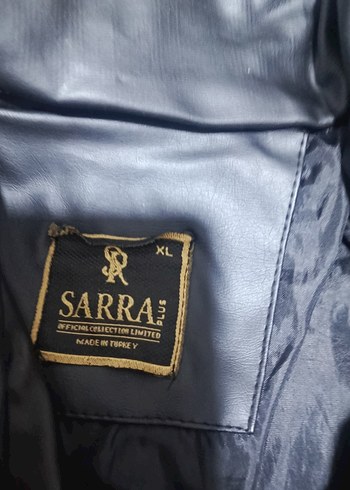 SR
XL
SARRA
PLUS
OFFICIAL COLLECTION LIMITED
MADE IN TURKEY